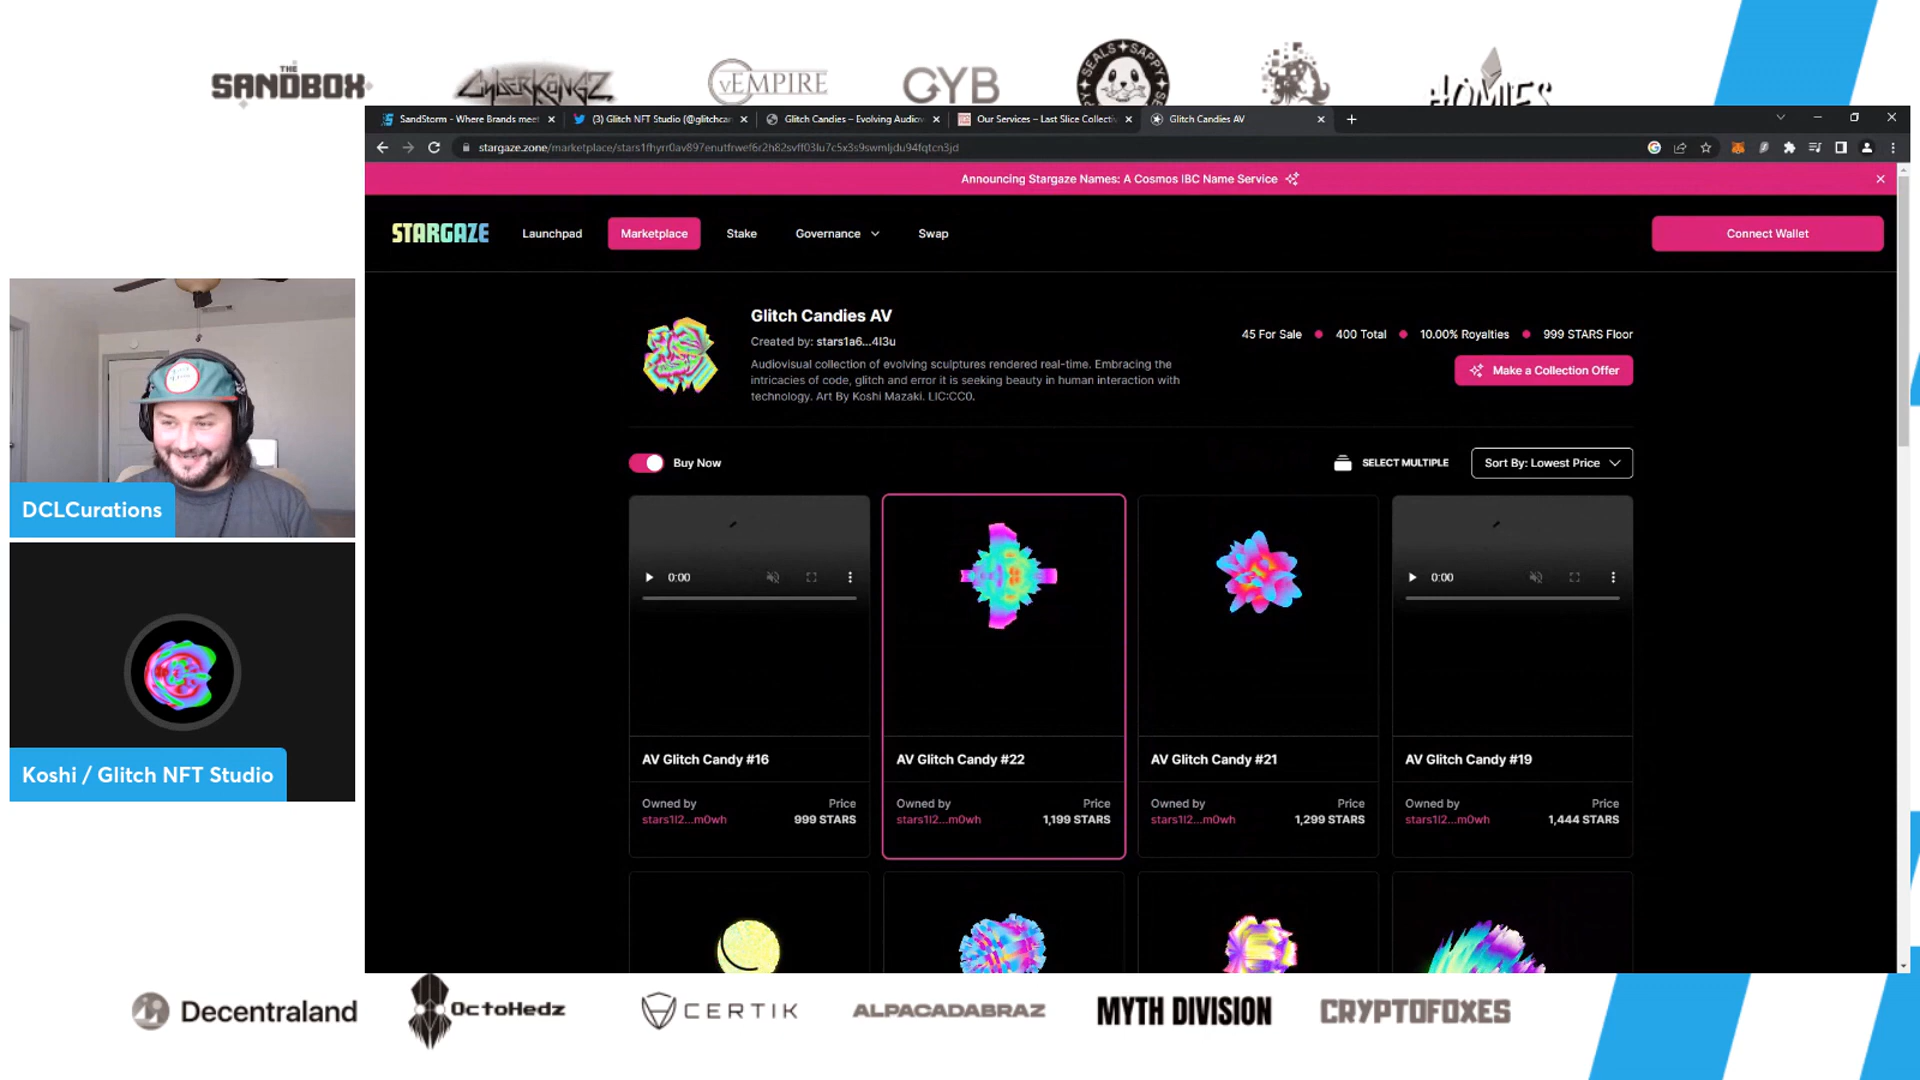 THE
SANDBOX
CYBERKONGZ
vEMPIRE
GYB
SAPPY SEALS
HOMIES
SandStorm - Where Brands meet
(3) Glitch NFT Studio (@glitchcan
Glitch Candies – Evolving Audiov
Our Services – Last Slice Collecti
Glitch Candies AV
stargaze.zone/marketplace/stars1fhyrr0av897enutfrwef6r2h82svff03lu7c5x3s9swmljdu94fqtcn3jd
Announcing Stargaze Names: A Cosmos IBC Name Service
STARGAZE
Launchpad
Marketplace
Stake
Governance
Swap
Connect Wallet
Glitch Candies AV
Created by: stars1a6...4l3u
Audiovisual collection of evolving sculptures rendered real-time. Embracing the
intricacies of code, glitch and error it is seeking beauty in human interaction with
technology. Art By Koshi Mazaki. LIC:CC0.
45 For Sale
400 Total
10.00% Royalties
999 STARS Floor
Make a Collection Offer
Buy Now
SELECT MULTIPLE
Sort By: Lowest Price
0:00
0:00
AV Glitch Candy #16
AV Glitch Candy #22
AV Glitch Candy #21
AV Glitch Candy #19
Owned by
Price
stars1l2...m0wh
999 STARS
Owned by
Price
stars1l2...m0wh
1,199 STARS
Owned by
Price
stars1l2...m0wh
1,299 STARS
Owned by
Price
stars1l2...m0wh
1,444 STARS
DCLCurations
Koshi / Glitch NFT Studio
Decentraland
OctoHedz
CERTIK
ALPACADABRAZ
MYTH DIVISION
CRYPTOFOXES